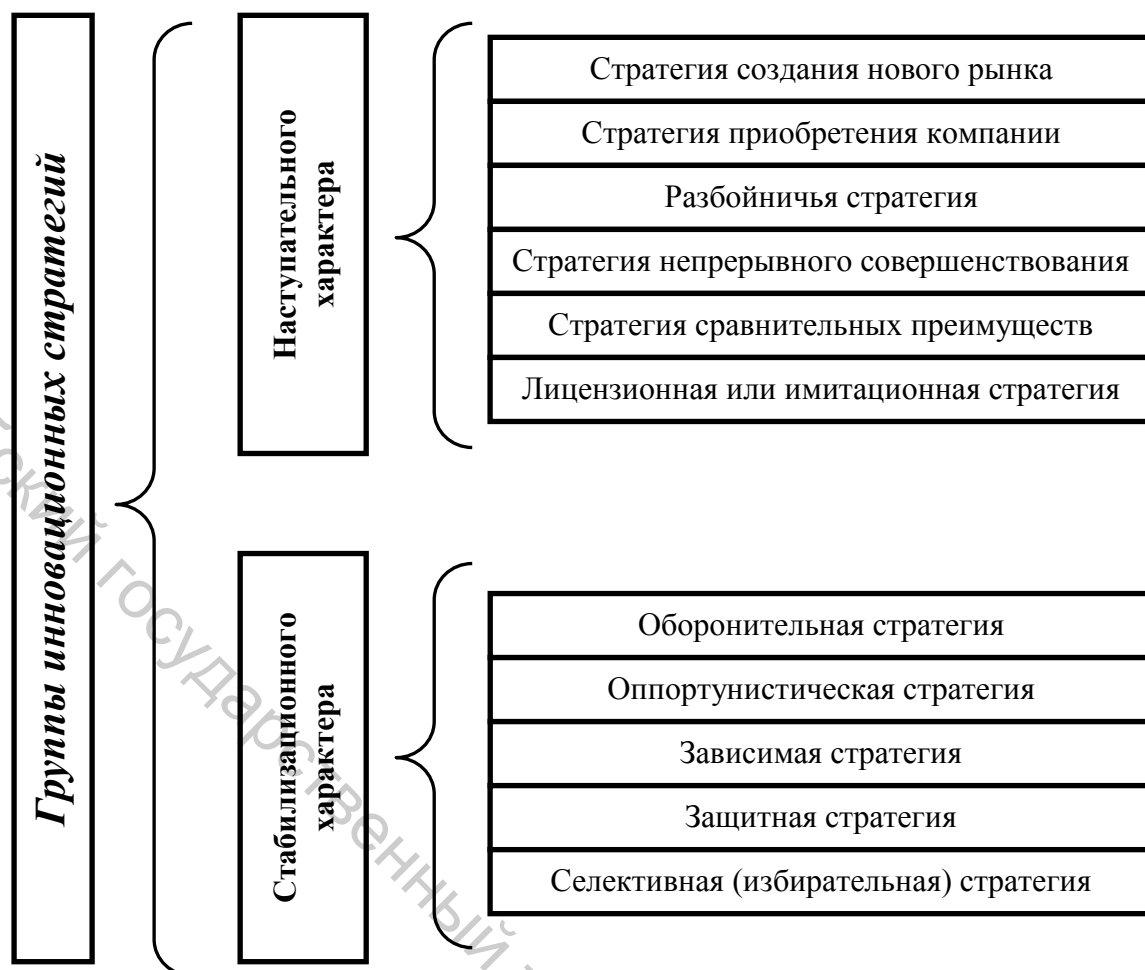 Группы инновационных стратегий
Наступательного
характера
Стратегия создания нового рынка
Стратегия приобретения компании
Разбойничья стратегия
Стратегия непрерывного совершенствования
Стратегия сравнительных преимуществ
Лицензионная или имитационная стратегия
Стабилизационного
характера
Оборонительная стратегия
Оппортунистическая стратегия
Зависимая стратегия
Защитная стратегия
Селективная (избирательная) стратегия
государственный